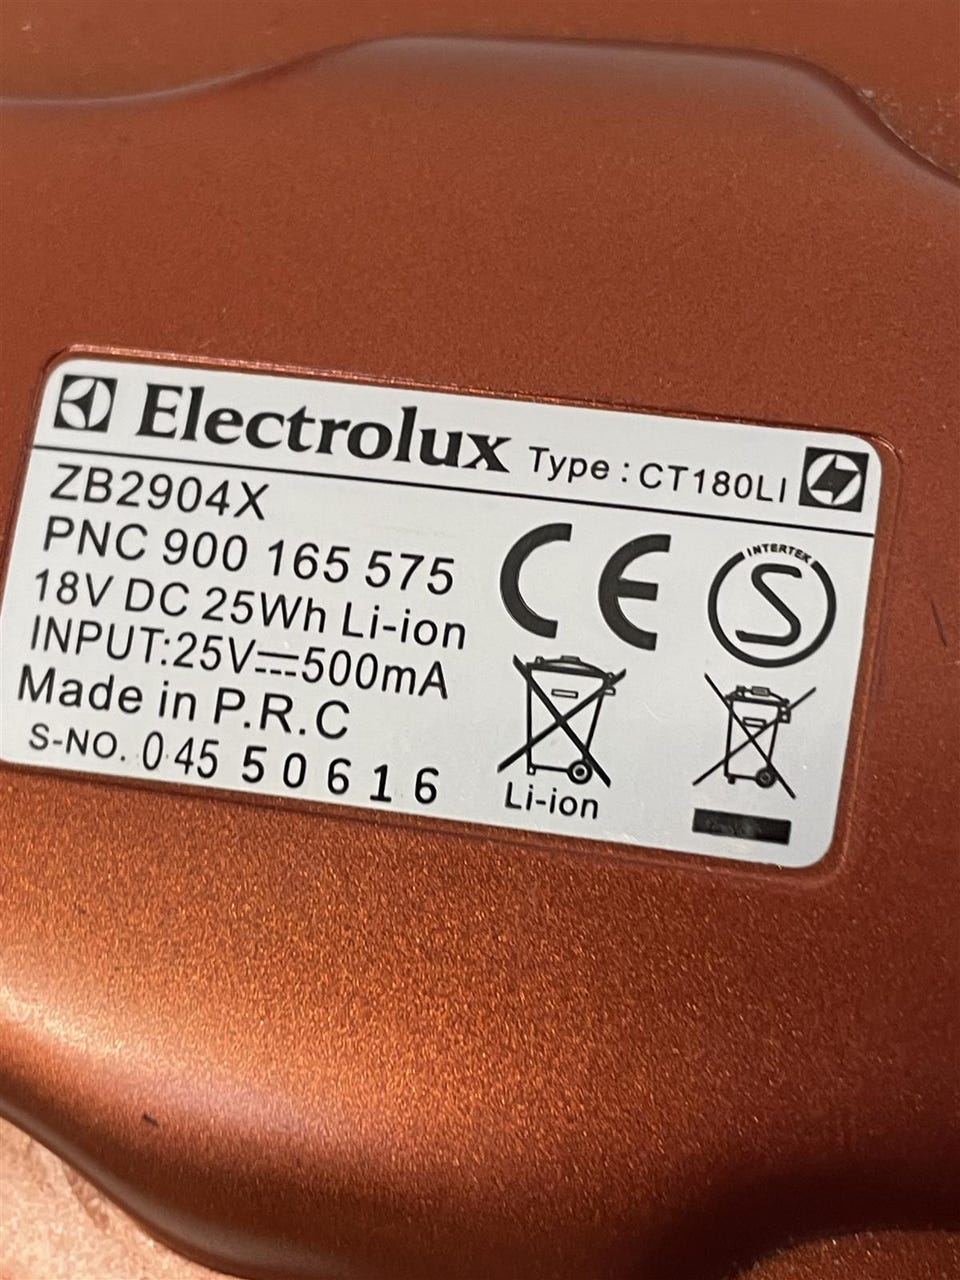 Electrolux Type : CT180LI
ZB2904X
PNC 900 165 575
18V DC 25Wh Li-ion
INPUT:25V⎓500mA
Made in P.R.C
S-NO. 045 50616
INTERTEK
S
CE
Li-ion